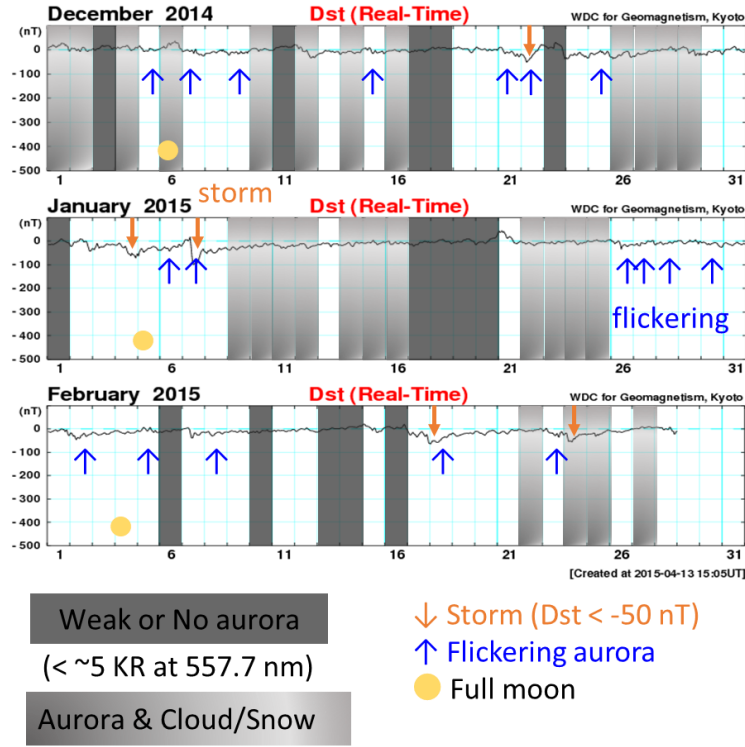 December 2014 Dst (Real-Time) WDC for Geomagnetism, Kyoto
(nT)
0
- 100
- 200
- 300
- 400
- 500
1 6 11 16 21 26 31
storm
January 2015 Dst (Real-Time) WDC for Geomagnetism, Kyoto
(nT)
0
- 100
- 200
- 300
flickering
- 400
- 500
1 6 11 16 21 26 31
February 2015 Dst (Real-Time) WDC for Geomagnetism, Kyoto
(nT)
0
- 100
- 200
- 300
- 400
- 500
1 6 11 16 21 26 31
[Created at 2015-04-13 15:05UT]
Weak or No aurora
(< ~5 KR at 557.7 nm)
Aurora & Cloud/Snow
↓ Storm (Dst < -50 nT)
↑ Flickering aurora
Full moon